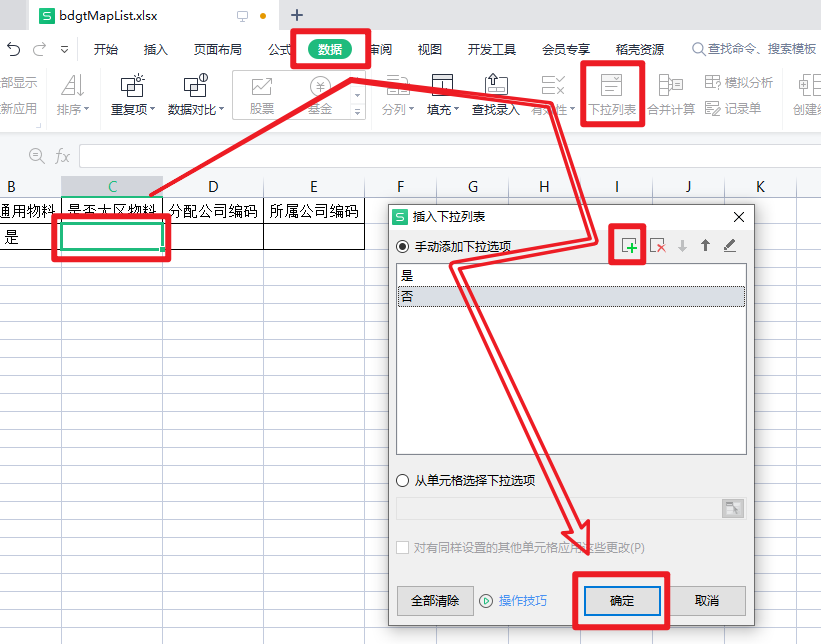 bdgtMapList.xlsx
开始 插入 页面布局 公式 数据 审阅 视图 开发工具 会员专享 稻壳资源 查找命令、搜索模板
部显示 模拟分析
新应用 排序 重复项 数据对比 股票 基金 分列 填充 查找录入 有效性 下拉列表 合并计算 记录单 创建
fx
B C D E F G H I J K
通用物料 是否大区物料 分配公司编码 所属公司编码
是
插入下拉列表
手动添加下拉选项
是
否
从单元格选择下拉选项
对有同样设置的其他单元格应用这些更改(P)
全部清除 操作技巧 确定 取消